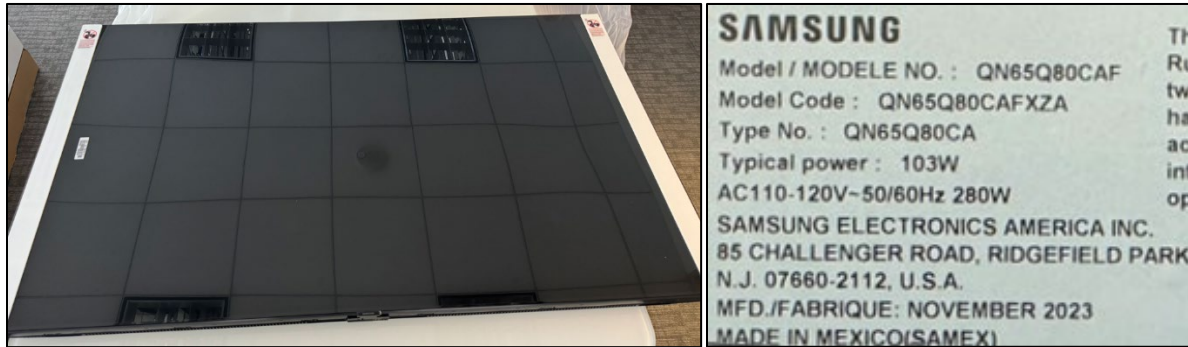 SAMSUNG
Model / MODELE NO. : QN65Q80CAF
Model Code : QN65Q80CAFXZA
Type No. : QN65Q80CA
Typical power : 103W
AC110-120V~50/60Hz 280W
SAMSUNG ELECTRONICS AMERICA INC.
85 CHALLENGER ROAD, RIDGEFIELD PARK
N.J. 07660-2112, U.S.A.
MFD./FABRIQUE: NOVEMBER 2023
MADE IN MEXICO(SAMEX)